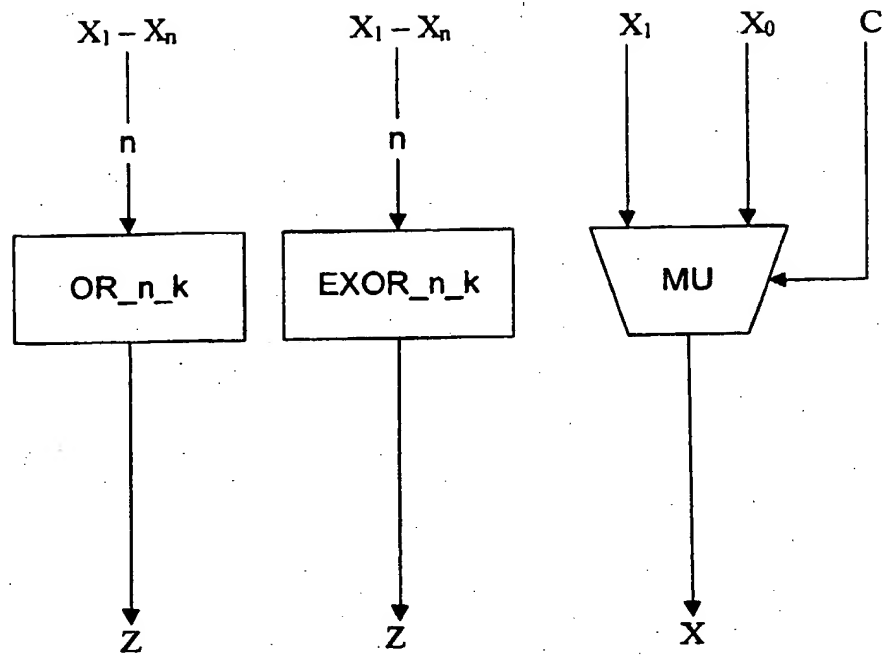 X₁ – Xₙ X₁ – Xₙ X₁ X₀ C
n n
OR_n_k EXOR_n_k MU
Z Z X